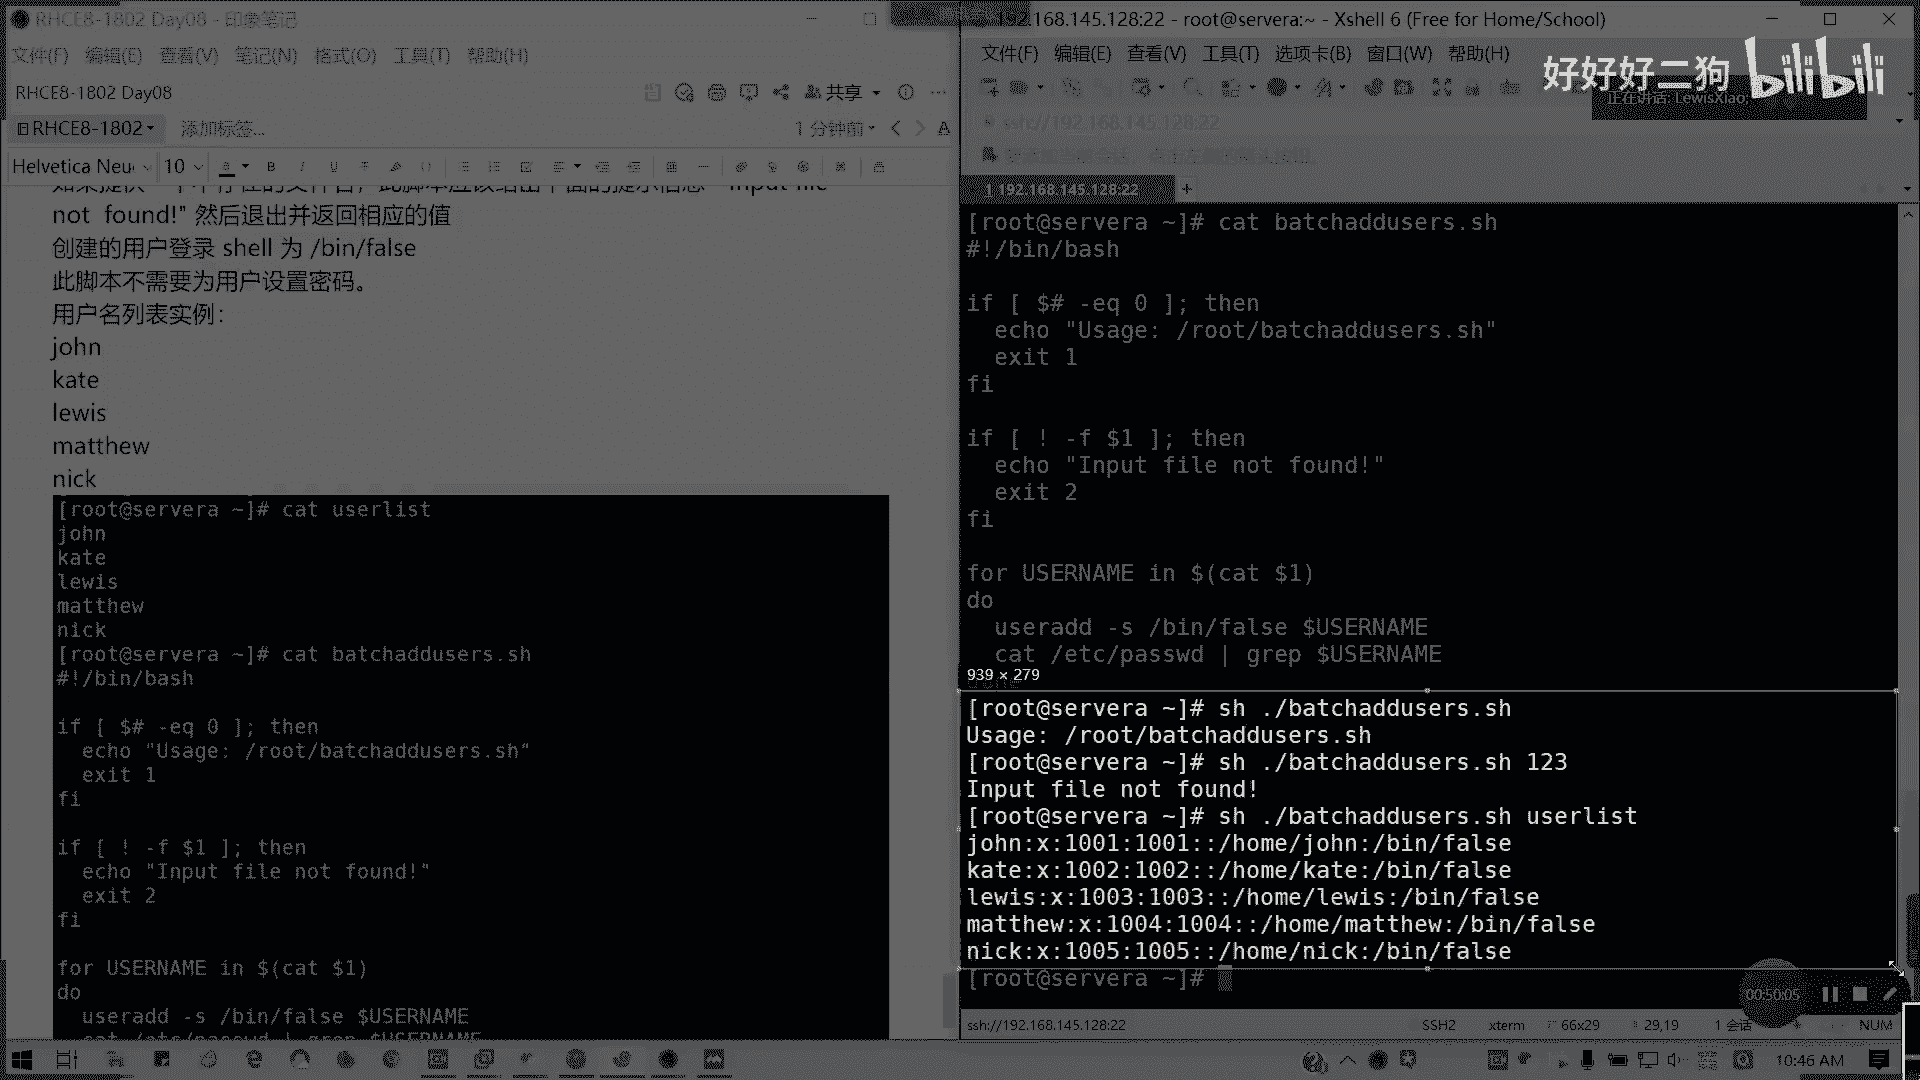 RHCE8-1802 Day08 - 印象笔记
文件(F) 编辑(E) 查看(V) 笔记(N) 格式(O) 工具(T) 帮助(H)
RHCE8-1802 Day08
共享
RHCE8-1802
添加标签...
1 分钟前
Helvetica Neu
10
not found!" 然后退出并返回相应的值
创建的用户登录 shell 为 /bin/false
此脚本不需要为用户设置密码。
用户名列表实例：
john
kate
lewis
matthew
nick
[root@servera ~]# cat userlist
john
kate
lewis
matthew
nick
[root@servera ~]# cat batchaddusers.sh
#!/bin/bash
if [ $# -eq 0 ]; then
echo "Usage: /root/batchaddusers.sh"
exit 1
fi
if [ ! -f $1 ]; then
echo "Input file not found!"
exit 2
fi
for USERNAME in $(cat $1)
do
useradd -s /bin/false $USERNAME
cat /etc/passwd | grep $USERNAME
192.168.145.128:22 - root@servera:~ - Xshell 6 (Free for Home/School)
文件(F) 编辑(E) 查看(V) 工具(T) 选项卡(B) 窗口(W) 帮助(H)
好好好二狗 bilibili
正在讲话: LewisXiao;
ssh://192.168.145.128:22
1 192.168.145.128:22
[root@servera ~]# cat batchaddusers.sh
#!/bin/bash
if [ $# -eq 0 ]; then
echo "Usage: /root/batchaddusers.sh"
exit 1
fi
if [ ! -f $1 ]; then
echo "Input file not found!"
exit 2
fi
for USERNAME in $(cat $1)
do
useradd -s /bin/false $USERNAME
cat /etc/passwd | grep $USERNAME
939 × 279
done
[root@servera ~]# sh ./batchaddusers.sh
Usage: /root/batchaddusers.sh
[root@servera ~]# sh ./batchaddusers.sh 123
Input file not found!
[root@servera ~]# sh ./batchaddusers.sh userlist
john:x:1001:1001::/home/john:/bin/false
kate:x:1002:1002::/home/kate:/bin/false
lewis:x:1003:1003::/home/lewis:/bin/false
matthew:x:1004:1004::/home/matthew:/bin/false
nick:x:1005:1005::/home/nick:/bin/false
[root@servera ~]#
00:50:05
ssh://192.168.145.128:22 SSH2 xterm 66x29 29,19 1 会话 NUM
10:46 AM